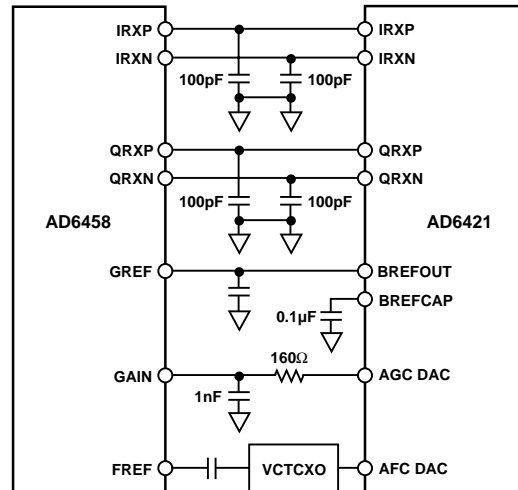 IRXP IRXP
IRXN IRXN
100pF 100pF
QRXP QRXP
QRXN QRXN
100pF 100pF
AD6458 AD6421
GREF BREFOUT
BREFCAP
0.1µF
160Ω
GAIN AGC DAC
1nF
FREF VCTCXO AFC DAC